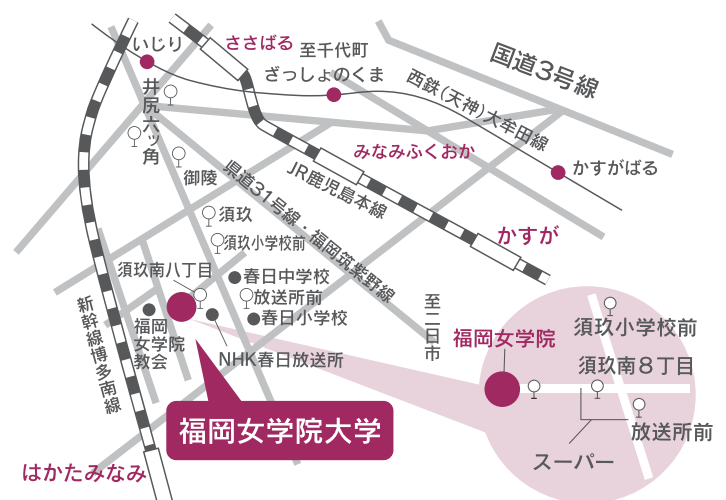 いじり
ささばる
至千代町
ざっしょのくま
国道3号線
西鉄(天神)大牟田線
井尻六ッ角
みなみふくおか
かすがばる
御陵
JR鹿児島本線
県道31号線・福岡筑紫野線
須玖
須玖小学校前
かすが
須玖南八丁目
春日中学校
放送所前
春日小学校
新幹線博多南線
福岡
女学院
教会
NHK春日放送所
至二日市
福岡女学院
須玖小学校前
須玖南8丁目
放送所前
スーパー
福岡女学院大学
はかたみなみ